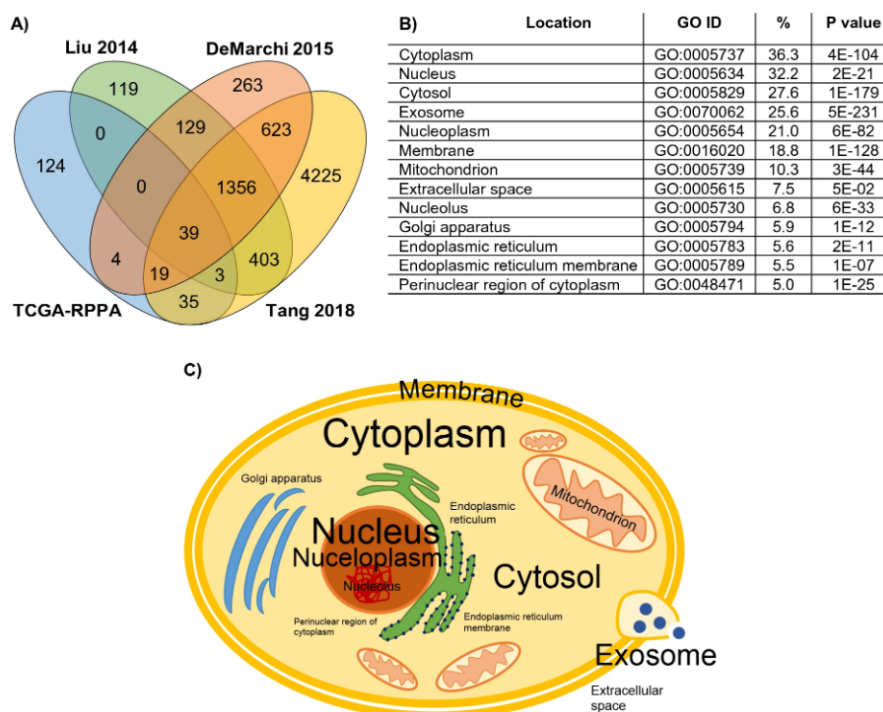 A)
Liu 2014 DeMarchi 2015
119 263
0 129 623
124 0 1356 4225
39
4 19 3 403
35
TCGA-RPPA Tang 2018
B) Location GO ID % P value
Cytoplasm GO:0005737 36.3 4E-104
Nucleus GO:0005634 32.2 2E-21
Cytosol GO:0005829 27.6 1E-179
Exosome GO:0070062 25.6 5E-231
Nucleoplasm GO:0005654 21.0 6E-82
Membrane GO:0016020 18.8 1E-128
Mitochondrion GO:0005739 10.3 3E-44
Extracellular space GO:0005615 7.5 5E-02
Nucleolus GO:0005730 6.8 6E-33
Golgi apparatus GO:0005794 5.9 1E-12
Endoplasmic reticulum GO:0005783 5.6 2E-11
Endoplasmic reticulum membrane GO:0005789 5.5 1E-07
Perinuclear region of cytoplasm GO:0048471 5.0 1E-25
C)
Membrane
Cytoplasm
Golgi apparatus
Mitochondrion
Endoplasmic
reticulum
Nucleus
Nuceloplasm
Nucleolus
Cytosol
Perinuclear region of
cytoplasm
Endoplasmic reticulum
membrane
Exosome
Extracellular
space